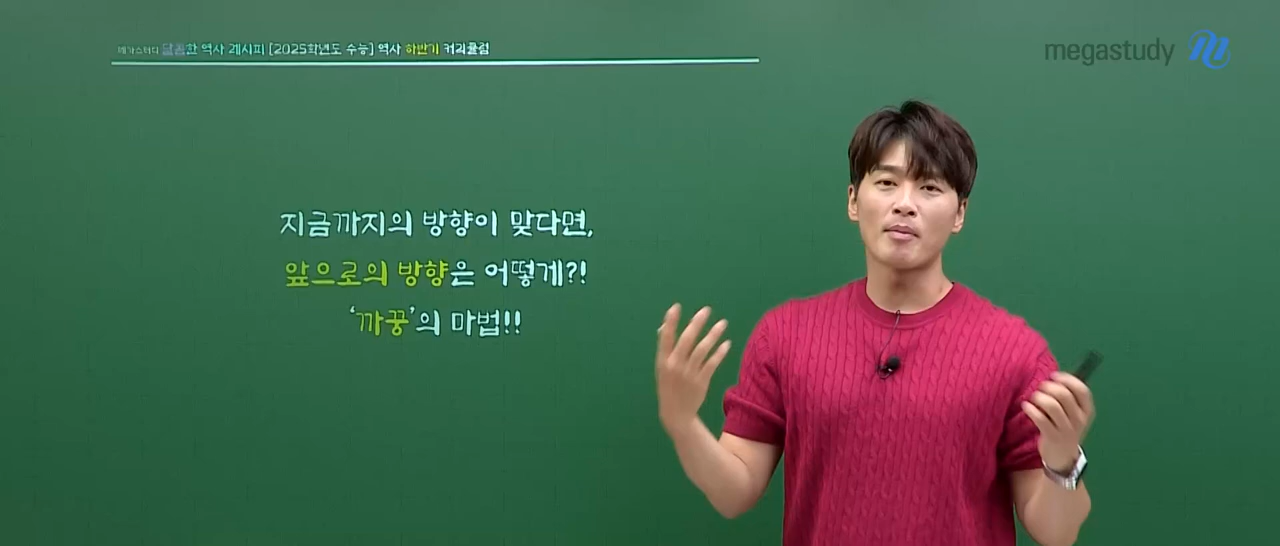 메가스터디 달콤한 역사 레시피 [2025학년도 수능] 역사 하반기 커리큘럼
megastudy
지금까지의 방향이 맞다면,
앞으로의 방향은 어떻게?!
'까꿍'의 마법!!